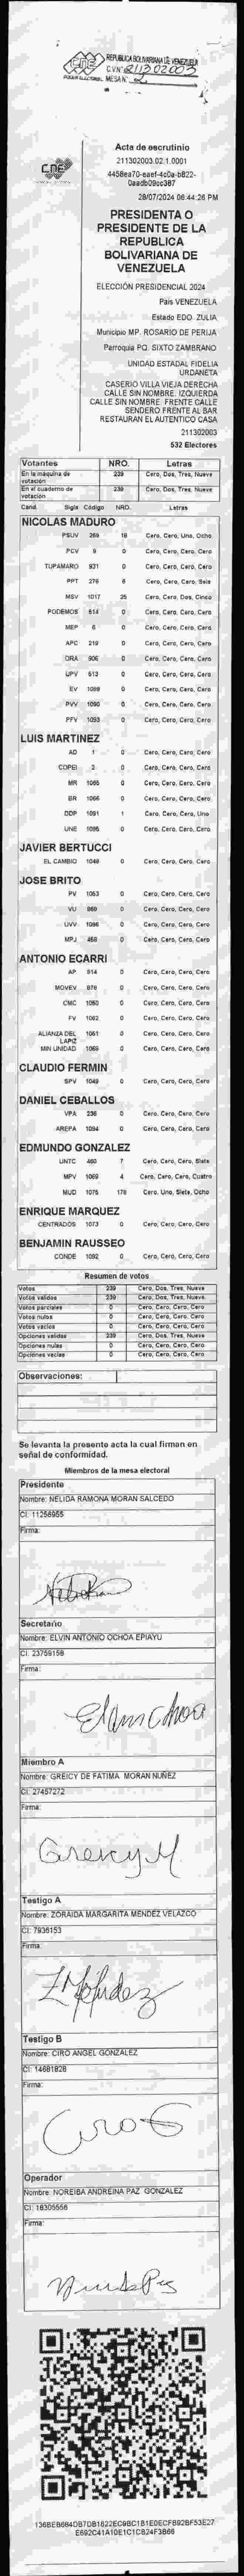 REPUBLICA BOLIVARIANA DE VENEZUELA
C.V.N° 211302003
PODER ELECTORAL MESA N° 2
CNE
Acta de escrutinio
211302003.02.1.0001
28/07/2024 06:44:26 PM
PRESIDENTA O
PRESIDENTE DE LA
REPUBLICA
BOLIVARIANA DE
VENEZUELA
ELECCIÓN PRESIDENCIAL 2024
País VENEZUELA
Estado EDO. ZULIA
Municipio MP. ROSARIO DE PERIJA
Parroquia PQ. SIXTO ZAMBRANO
UNIDAD ESTADAL FIDELIA
URDANETA
CASERIO VILLA VIEJA DERECHA
CALLE SIN NOMBRE. IZQUIERDA
CALLE SIN NOMBRE. FRENTE CALLE
SENDERO FRENTE AL BAR
RESTAURAN EL AUTENTICO CASA
211302003
532 Electores
Votantes NRO. Letras
En la máquina de votación 239 Cero, Dos, Tres, Nueve
En el cuaderno de votación 239 Cero, Dos, Tres, Nueve
Cand. Sigla Código NRO. Letras
NICOLAS MADURO
PSUV 269 18 Cero, Cero, Uno, Ocho
PCV 9 0 Cero, Cero, Cero, Cero
TUPAMARO 931 0 Cero, Cero, Cero, Cero
PPT 276 6 Cero, Cero, Cero, Seis
MSV 1017 25 Cero, Cero, Dos, Cinco
PODEMOS 614 0 Cero, Cero, Cero, Cero
MEP 6 0 Cero, Cero, Cero, Cero
APC 219 0 Cero, Cero, Cero, Cero
ORA 906 0 Cero, Cero, Cero, Cero
UPV 513 0 Cero, Cero, Cero, Cero
EV 1089 0 Cero, Cero, Cero, Cero
PVV 1090 0 Cero, Cero, Cero, Cero
PFV 1093 0 Cero, Cero, Cero, Cero
LUIS MARTINEZ
AD 1 0 Cero, Cero, Cero, Cero
COPEI 2 0 Cero, Cero, Cero, Cero
MR 1065 0 Cero, Cero, Cero, Cero
BR 1066 0 Cero, Cero, Cero, Cero
DDP 1091 1 Cero, Cero, Cero, Uno
UNE 1095 0 Cero, Cero, Cero, Cero
JAVIER BERTUCCI
EL CAMBIO 1048 0 Cero, Cero, Cero, Cero
JOSE BRITO
PV 1063 0 Cero, Cero, Cero, Cero
VU 869 0 Cero, Cero, Cero, Cero
UVV 1096 0 Cero, Cero, Cero, Cero
MPJ 458 0 Cero, Cero, Cero, Cero
ANTONIO ECARRI
AP 914 0 Cero, Cero, Cero, Cero
MOVEV 878 0 Cero, Cero, Cero, Cero
CMC 1050 0 Cero, Cero, Cero, Cero
FV 1062 0 Cero, Cero, Cero, Cero
ALIANZA DEL LAPIZ 1061 0 Cero, Cero, Cero, Cero
MIN UNIDAD 1069 0 Cero, Cero, Cero, Cero
CLAUDIO FERMIN
SPV 1049 0 Cero, Cero, Cero, Cero
DANIEL CEBALLOS
VPA 236 0 Cero, Cero, Cero, Cero
AREPA 1094 0 Cero, Cero, Cero, Cero
EDMUNDO GONZALEZ
UNTC 460 7 Cero, Cero, Cero, Siete
MPV 1069 4 Cero, Cero, Cero, Cuatro
MUD 1075 178 Cero, Uno, Siete, Ocho
ENRIQUE MARQUEZ
CENTRADOS 1073 0 Cero, Cero, Cero, Cero
BENJAMIN RAUSSEO
CONDE 1092 0 Cero, Cero, Cero, Cero
Resumen de votos
Votos 239 Cero, Dos, Tres, Nueve
Votos validos 239 Cero, Dos, Tres, Nueve
Votos parciales 0 Cero, Cero, Cero, Cero
Votos nulos 0 Cero, Cero, Cero, Cero
Votos vacios 0 Cero, Cero, Cero, Cero
Opciones validas 239 Cero, Dos, Tres, Nueve
Opciones nulas 0 Cero, Cero, Cero, Cero
Opciones vacias 0 Cero, Cero, Cero, Cero
Observaciones:
Se levanta la presente acta la cual firman en
señal de conformidad.
Miembros de la mesa electoral
Presidente
Nombre: NELIDA RAMONA MORAN SALCEDO
CI: 11256955
Firma:
Secretario
Nombre: ELVIN ANTONIO OCHOA EPIAYU
CI: 23759158
Firma:
Elvin Ochoa
Miembro A
Nombre: GREICY DE FATIMA MORAN NUÑEZ
CI: 27457272
Firma:
Greicy M
Testigo A
Nombre: ZORAIDA MARGARITA MENDEZ VELAZCO
CI: 7936153
Firma:
Z Mendez
Testigo B
Nombre: CIRO ANGEL GONZALEZ
CI: 14681828
Firma:
Ciro G
Operador
Nombre: NOREIBA ANDREINA PAZ GONZALEZ
CI: 18305556
Firma: